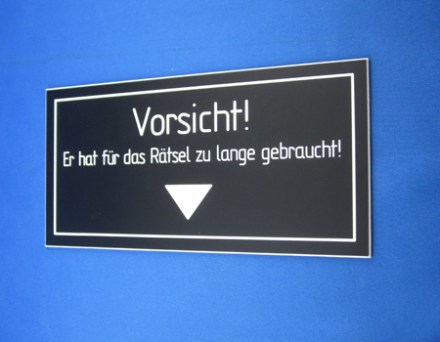 Vorsicht!
Er hat für das Rätsel zu lange gebraucht!